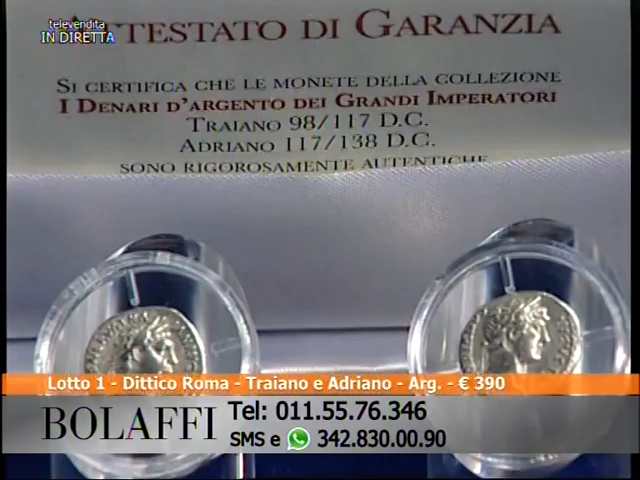 televendita
IN DIRETTA
ATTESTATO DI GARANZIA
SI CERTIFICA CHE LE MONETE DELLA COLLEZIONE
I DENARI D'ARGENTO DEI GRANDI IMPERATORI
TRAIANO 98/117 D.C.
ADRIANO 117/138 D.C.
SONO RIGOROSAMENTE AUTENTICHE
Lotto 1 - Dittico Roma - Traiano e Adriano - Arg. - € 390
BOLAFFI
Tel: 011.55.76.346
SMS e 342.830.00.90